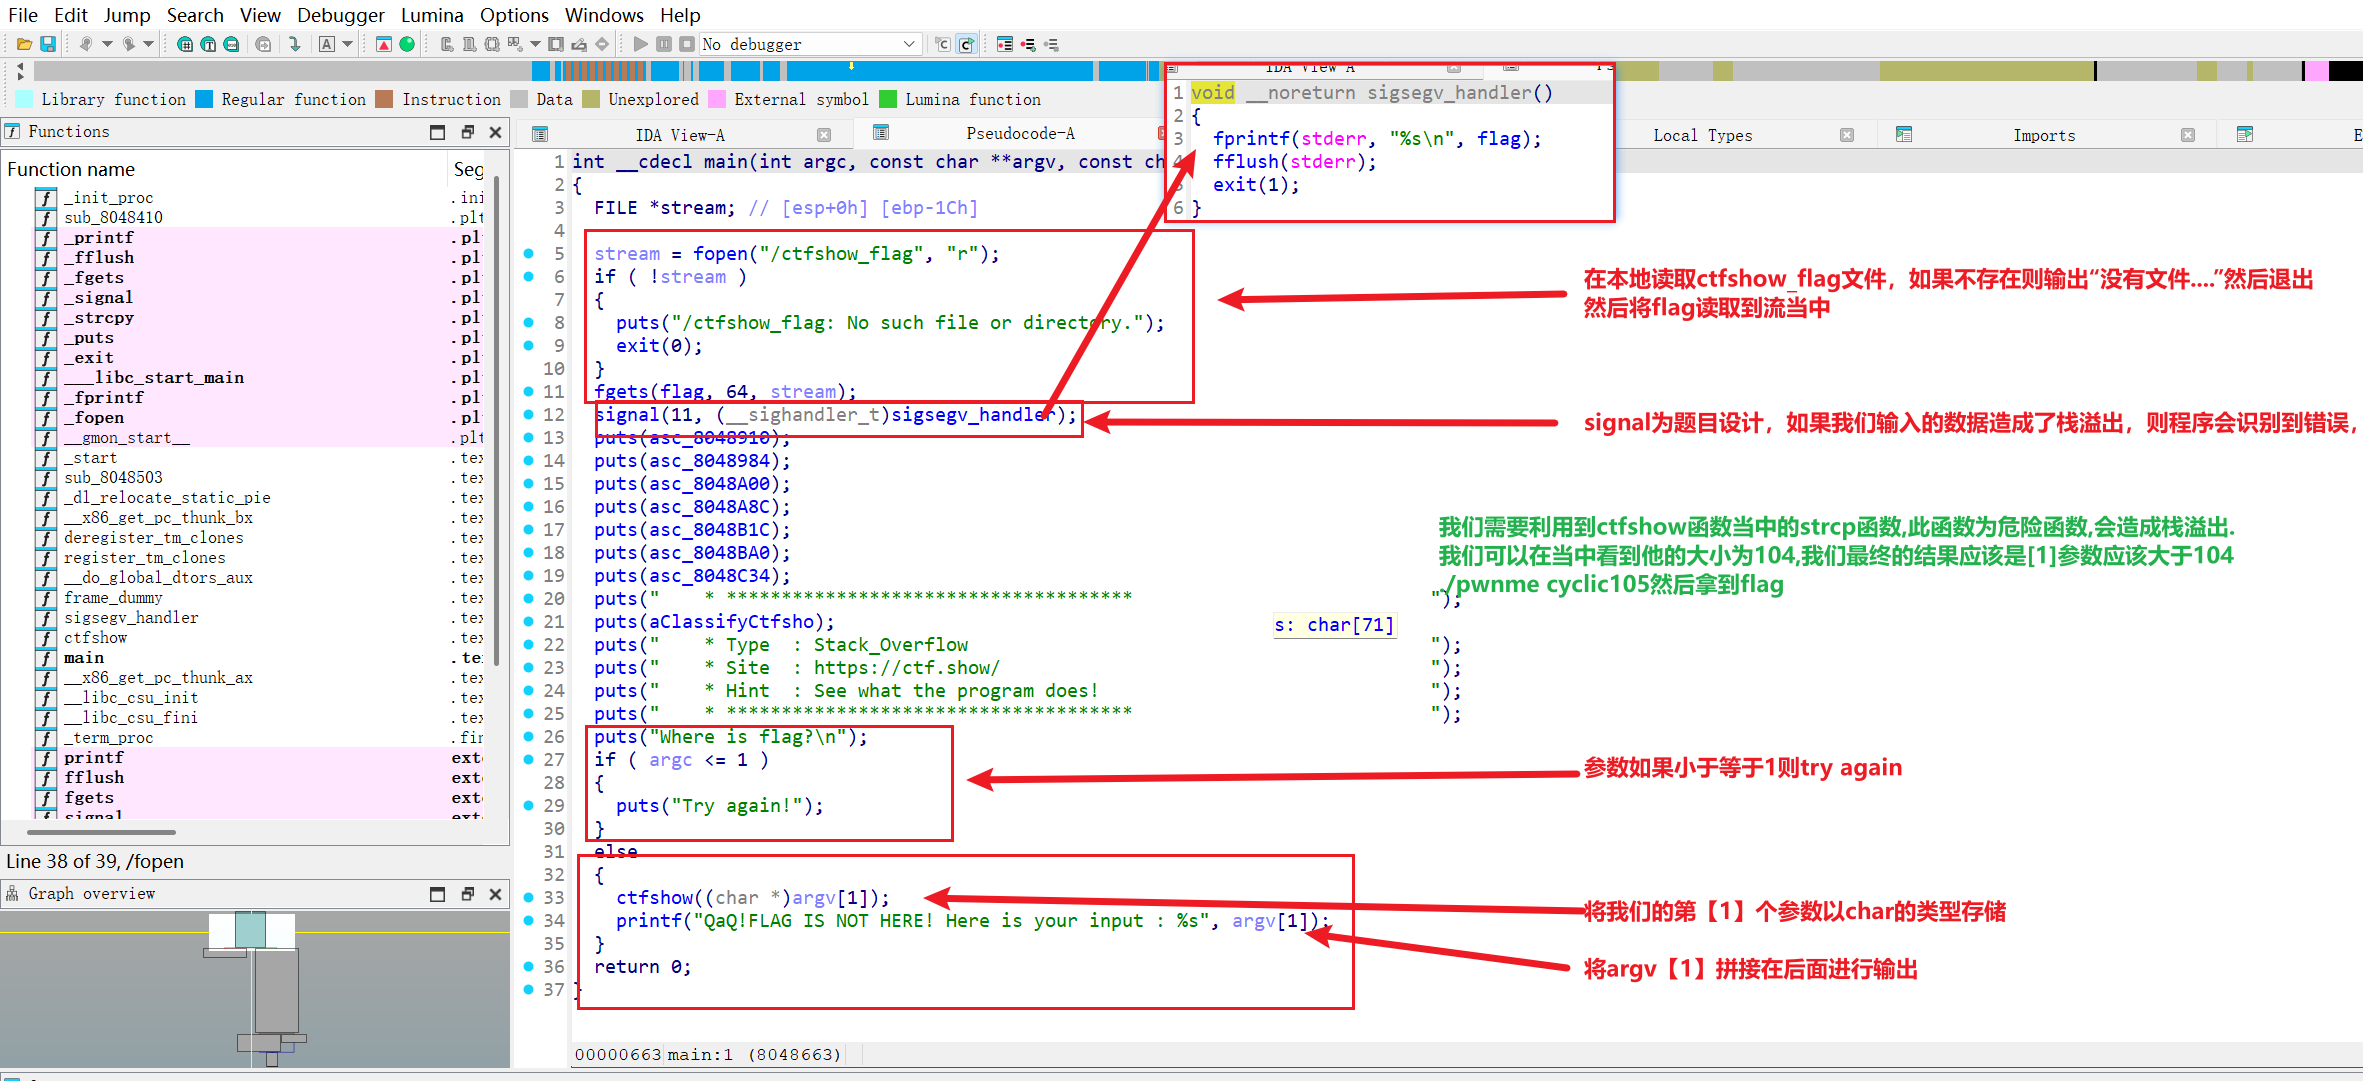 File Edit Jump Search View Debugger Lumina Options Windows Help
No debugger
Library function Regular function Instruction Data Unexplored External symbol Lumina function
Functions
Function name Seg
_init_proc .ini
sub_8048410 .plt
_printf .pl
_fflush .pl
_fgets .pl
_signal .pl
_strcpy .pl
_puts .pl
_exit .pl
___libc_start_main .pl
_fprintf .pl
_fopen .pl
__gmon_start__ .plt
_start .tex
sub_8048503 .tex
_dl_relocate_static_pie .tex
__x86_get_pc_thunk_bx .tex
deregister_tm_clones .tex
register_tm_clones .tex
__do_global_dtors_aux .tex
frame_dummy .tex
sigsegv_handler .tex
ctfshow .tex
main .te
__x86_get_pc_thunk_ax .tex
__libc_csu_init .tex
__libc_csu_fini .tex
_term_proc .fin
printf ext
fflush ext
fgets ext
signal ext
Line 38 of 39, /fopen
Graph overview
IDA View-A Pseudocode-A Local Types Imports E
1 int __cdecl main(int argc, const char **argv, const ch
2 {
3 FILE *stream; // [esp+0h] [ebp-1Ch]
4
5 stream = fopen("/ctfshow_flag", "r");
6 if ( !stream )
7 {
8 puts("/ctfshow_flag: No such file or directory.");
9 exit(0);
10 }
11 fgets(flag, 64, stream);
12 signal(11, (__sighandler_t)sigsegv_handler);
13 puts(asc_8048910);
14 puts(asc_8048984);
15 puts(asc_8048A00);
16 puts(asc_8048A8C);
17 puts(asc_8048B1C);
18 puts(asc_8048BA0);
19 puts(asc_8048C34);
20 puts("    * *************************************                           ");
21 puts(aClassifyCtfsho);
22 puts("    * Type  : Stack_Overflow                                          ");
23 puts("    * Site  : https://ctf.show/                                       ");
24 puts("    * Hint  : See what the program does!                              ");
25 puts("    * *************************************                           ");
26 puts("Where is flag?\n");
27 if ( argc <= 1 )
28 {
29 puts("Try again!");
30 }
31 else
32 {
33 ctfshow((char *)argv[1]);
34 printf("QaQ!FLAG IS NOT HERE! Here is your input : %s", argv[1]);
35 }
36 return 0;
37 }
00000663 main:1 (8048663)
IDA View-A
1 void __noreturn sigsegv_handler()
2 {
3 fprintf(stderr, "%s\n", flag);
4 fflush(stderr);
5 exit(1);
6 }
s: char[71]
在本地读取ctfshow_flag文件，如果不存在则输出“没有文件....”然后退出
然后将flag读取到流当中
signal为题目设计，如果我们输入的数据造成了栈溢出，则程序会识别到错误，
我们需要利用到ctfshow函数当中的strcp函数,此函数为危险函数,会造成栈溢出.
我们可以在当中看到他的大小为104,我们最终的结果应该是[1]参数应该大于104
./pwnme cyclic105然后拿到flag
参数如果小于等于1则try again
将我们的第【1】个参数以char的类型存储
将argv【1】拼接在后面进行输出